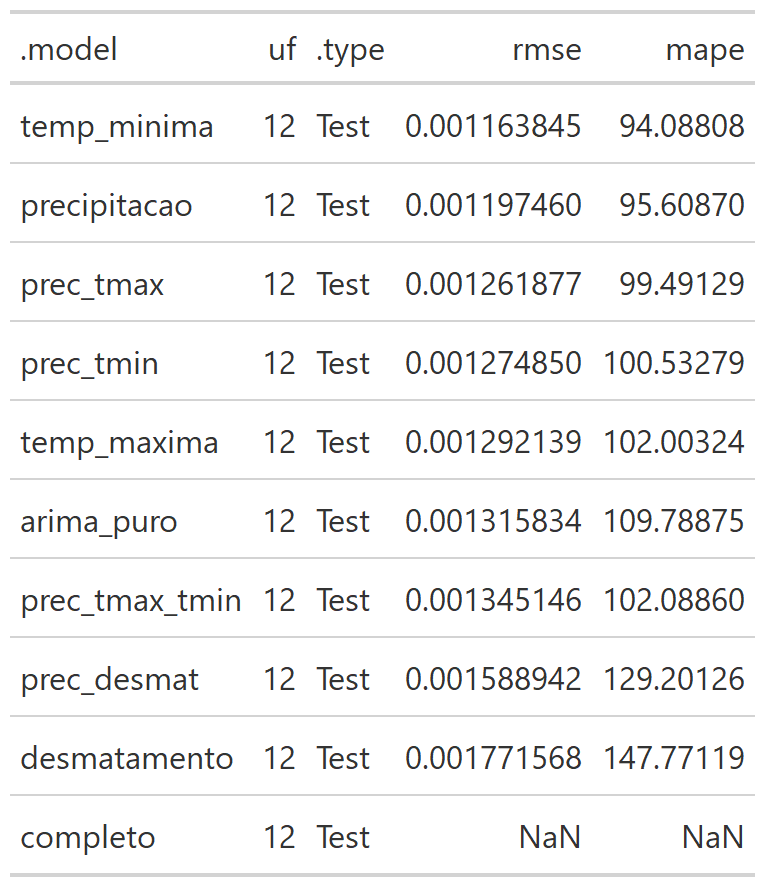 .model uf .type rmse mape
temp_minima 12 Test 0.001163845 94.08808
precipitacao 12 Test 0.001197460 95.60870
prec_tmax 12 Test 0.001261877 99.49129
prec_tmin 12 Test 0.001274850 100.53279
temp_maxima 12 Test 0.001292139 102.00324
arima_puro 12 Test 0.001315834 109.78875
prec_tmax_tmin 12 Test 0.001345146 102.08860
prec_desmat 12 Test 0.001588942 129.20126
desmatamento 12 Test 0.001771568 147.77119
completo 12 Test NaN NaN